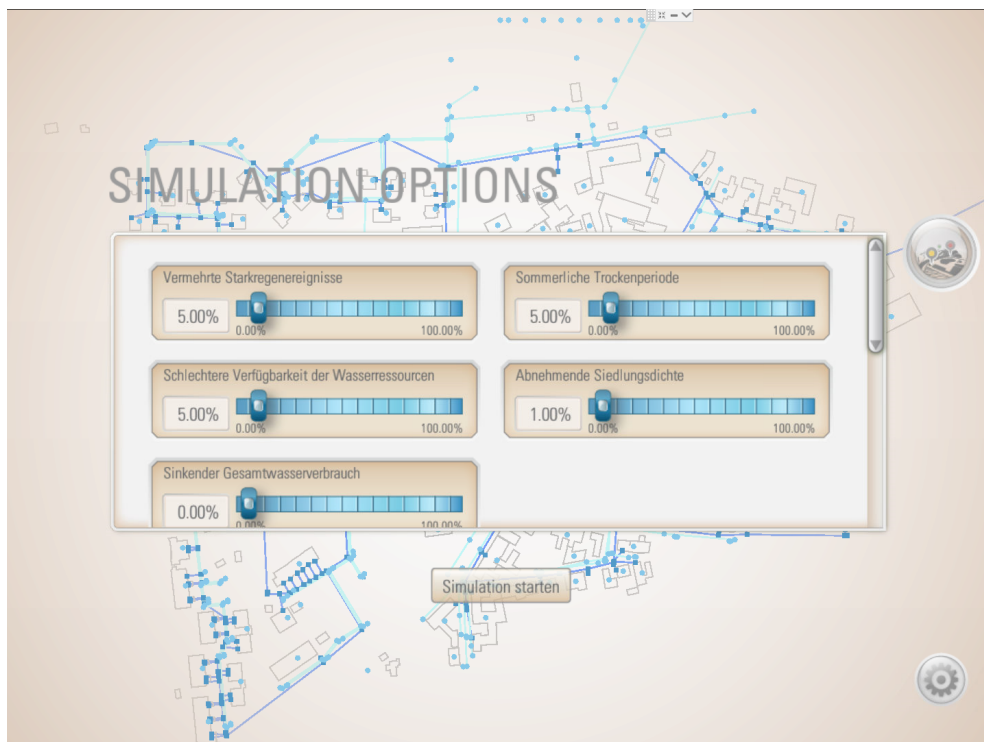 SIMULATION OPTIONS
Vermehrte Starkregenereignisse
5.00%
0.00%
100.00%
Sommerliche Trockenperiode
5.00%
0.00%
100.00%
Schlechtere Verfügbarkeit der Wasserressourcen
5.00%
0.00%
100.00%
Abnehmende Siedlungsdichte
1.00%
0.00%
100.00%
Sinkender Gesamtwasserverbrauch
0.00%
0.00%
100.00%
Simulation starten